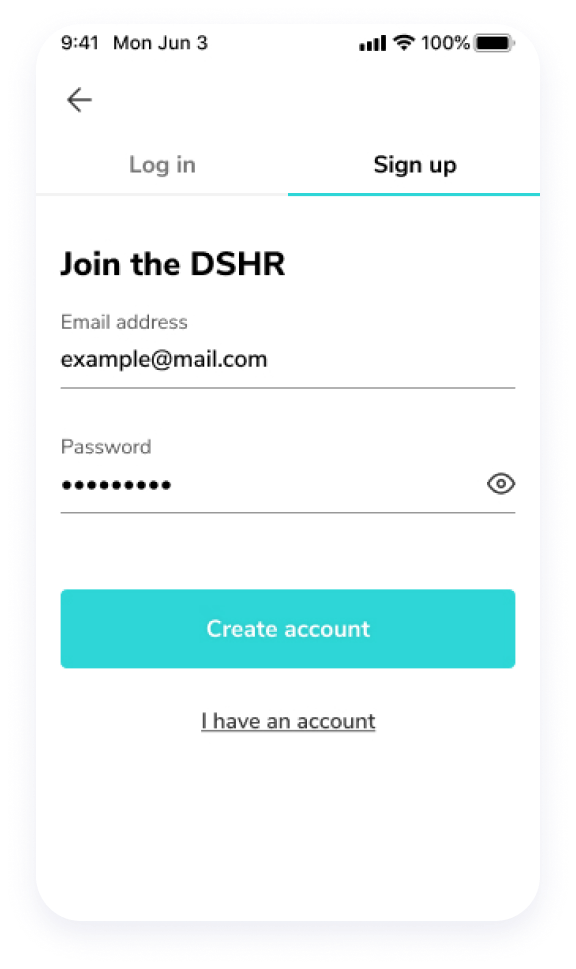 9:41 Mon Jun 3 100%
Log in Sign up
Join the DSHR
Email address
example@mail.com
Password
•••••••••
Create account
I have an account